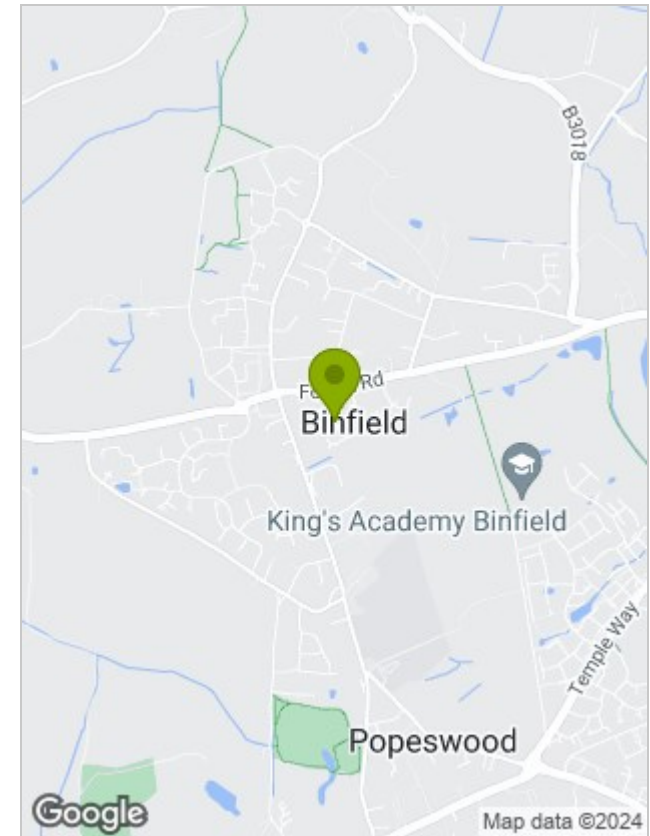 B3018
Rd
Binfield
King's Academy Binfield
Temple Way
Popeswood
Google
Map data ©2024